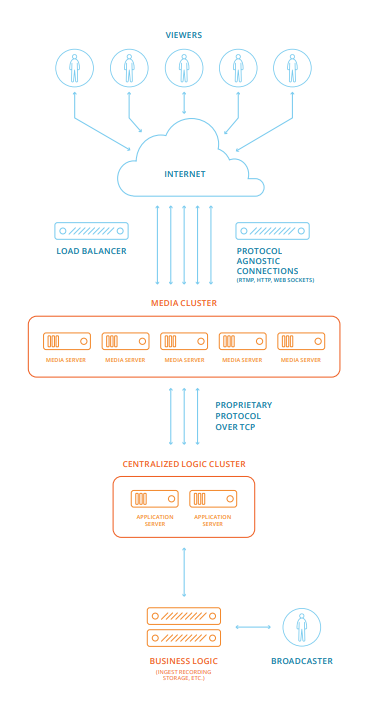 VIEWERS
INTERNET
LOAD BALANCER
PROTOCOL
AGNOSTIC
CONNECTIONS
(RTMP, HTTP, WEB SOCKETS)
MEDIA CLUSTER
MEDIA SERVER
MEDIA SERVER
MEDIA SERVER
MEDIA SERVER
MEDIA SERVER
PROPRIETARY
PROTOCOL
OVER TCP
CENTRALIZED LOGIC CLUSTER
APPLICATION
SERVER
APPLICATION
SERVER
BUSINESS LOGIC
(INGEST RECORDING
STORAGE, ETC.)
BROADCASTER